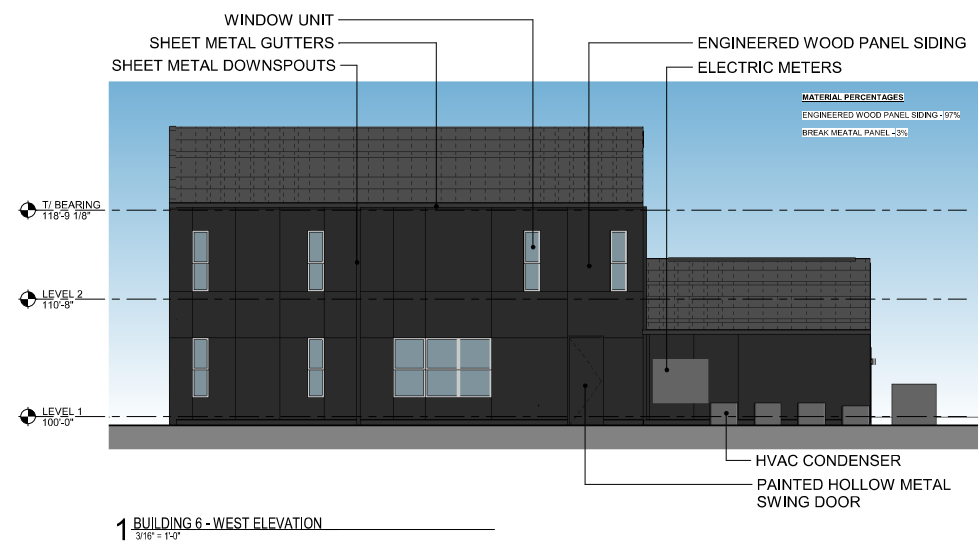 WINDOW UNIT
SHEET METAL GUTTERS
SHEET METAL DOWNSPOUTS
ENGINEERED WOOD PANEL SIDING
ELECTRIC METERS
MATERIAL PERCENTAGES
ENGINEERED WOOD PANEL SIDING - 97%
BREAK MEATAL PANEL - 3%
T/ BEARING
118'-9 1/8"
LEVEL 2
110'-8"
LEVEL 1
100'-0"
HVAC CONDENSER
PAINTED HOLLOW METAL
SWING DOOR
1 BUILDING 6 - WEST ELEVATION
3/16" = 1'-0"